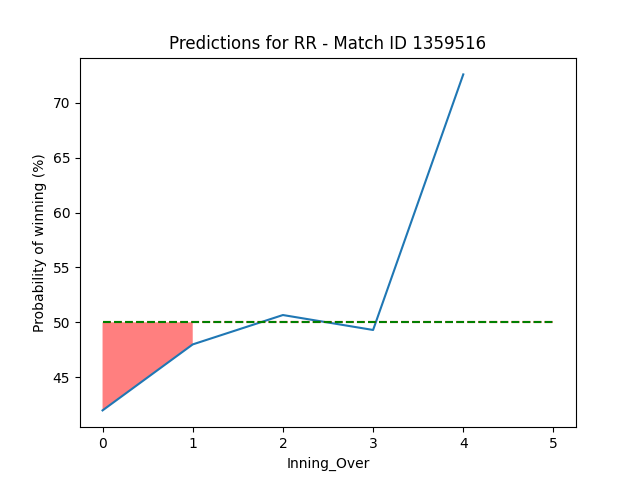 Predictions for RR - Match ID 1359516
Probability of winning (%)
70
65
60
55
50
45
0 1 2 3 4 5
Inning_Over